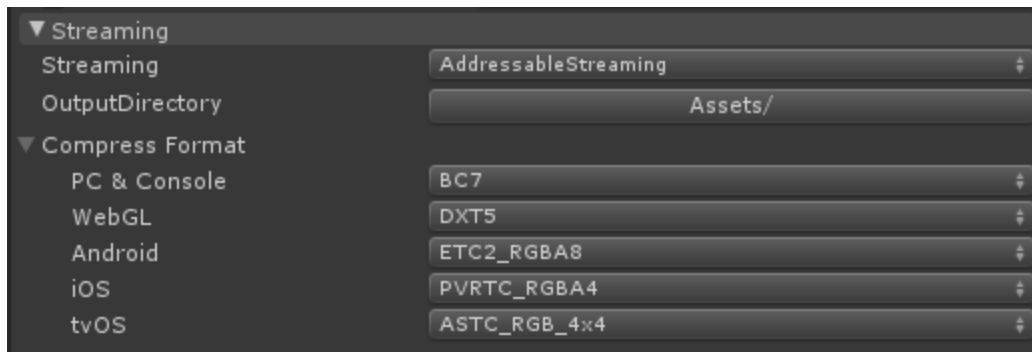 Streaming
Streaming AddressableStreaming
OutputDirectory Assets/
Compress Format
PC & Console BC7
WebGL DXT5
Android ETC2_RGBA8
iOS PVRTC_RGBA4
tvOS ASTC_RGB_4x4